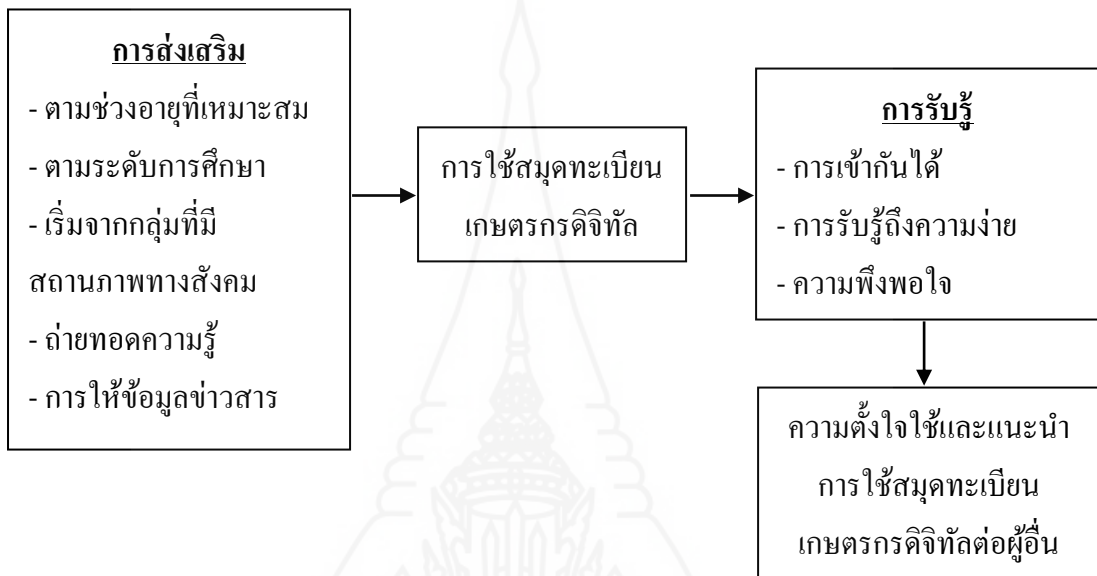 การส่งเสริม
- ตามช่วงอายุที่เหมาะสม
- ตามระดับการศึกษา
- เริ่มจากกลุ่มที่มี
สถานภาพทางสังคม
- ถ่ายทอดความรู้
- การให้ข้อมูลข่าวสาร
การใช้สมุดทะเบียน
เกษตรกรดิจิทัล
การรับรู้
- การเข้ากันได้
- การรับรู้ถึงความง่าย
- ความพึงพอใจ
ความตั้งใจใช้และแนะนำ
การใช้สมุดทะเบียน
เกษตรกรดิจิทัลต่อผู้อื่น